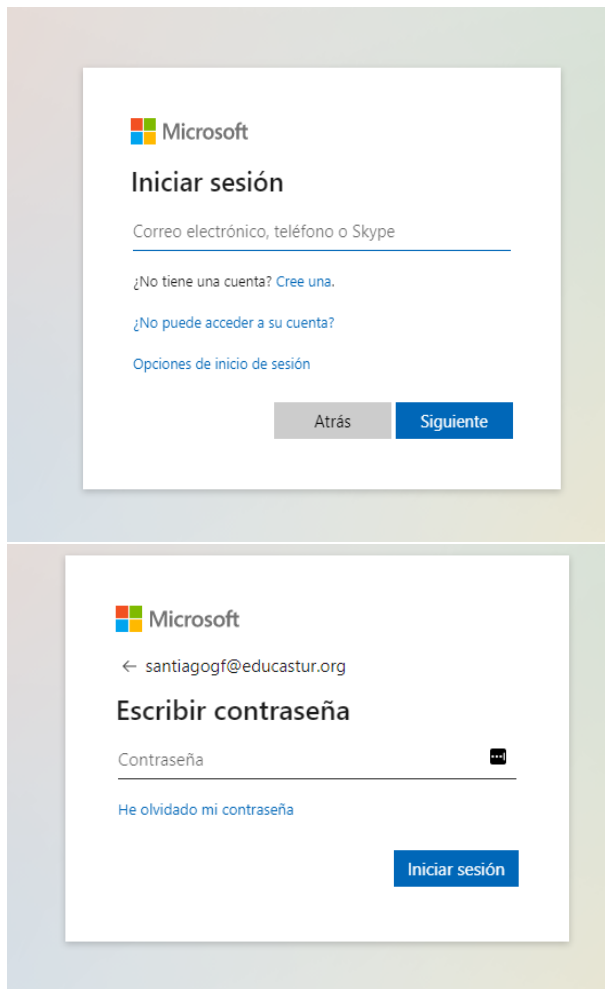 Microsoft
Iniciar sesión
Correo electrónico, teléfono o Skype
¿No tiene una cuenta? Cree una.
¿No puede acceder a su cuenta?
Opciones de inicio de sesión
Atrás Siguiente
Microsoft
← santiagogf@educastur.org
Escribir contraseña
Contraseña
He olvidado mi contraseña
Iniciar sesión